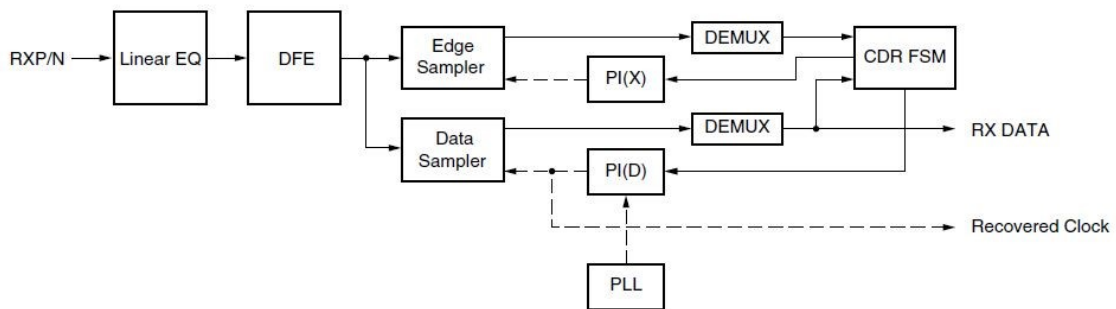 RXP/N
Linear EQ
DFE
Edge
Sampler
DEMUX
CDR FSM
PI(X)
Data
Sampler
DEMUX
RX DATA
PI(D)
Recovered Clock
PLL